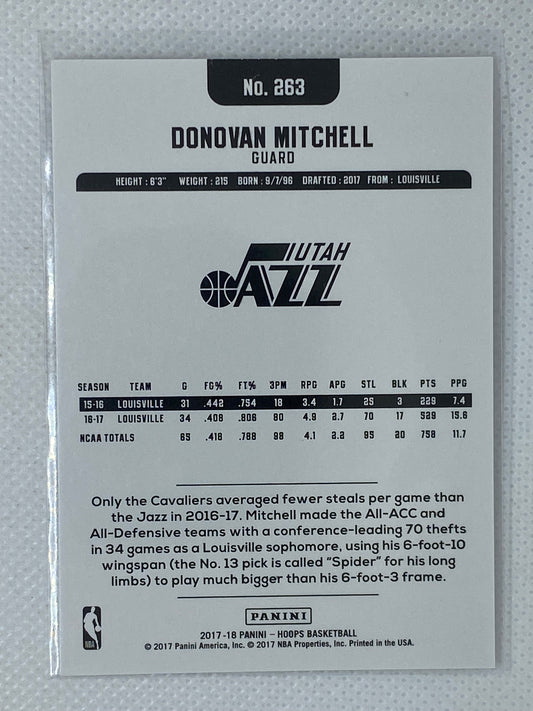 No. 263
DONOVAN MITCHELL
GUARD
HEIGHT : 6'3" WEIGHT : 215 BORN : 9/7/96 DRAFTED : 2017 FROM : LOUISVILLE
UTAH
JAZZ
SEASON TEAM G FG% FT.% 3PM RPG APG STL BLK PTS PPG
15-16 LOUISVILLE 31 .442 .754 18 3.4 1.7 25 3 229 7.4
16-17 LOUISVILLE 34 .408 .806 80 4.9 2.7 70 17 529 15.6
NCAA TOTALS 65 .418 .788 98 4.1 2.2 95 20 758 11.7
Only the Cavaliers averaged fewer steals per game than
the Jazz in 2016-17. Mitchell made the All-ACC and
All-Defensive teams with a conference-leading 70 thefts
in 34 games as a Louisville sophomore, using his 6-foot-10
wingspan (the No. 13 pick is called “Spider” for his long
limbs) to play much bigger than his 6-foot-3 frame.
PANINI
2017-18 PANINI – HOOPS BASKETBALL
© 2017 Panini America, Inc. © 2017 NBA Properties, Inc. Printed in the USA.
NBA